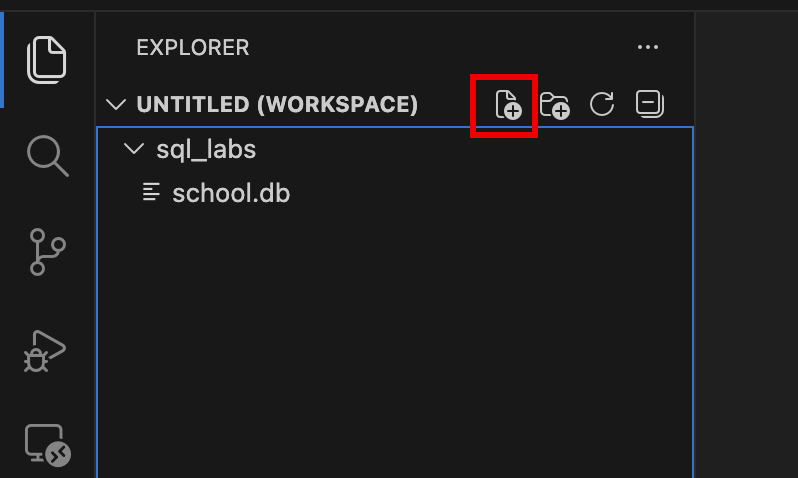 EXPLORER
UNTITLED (WORKSPACE)
sql_labs
school.db